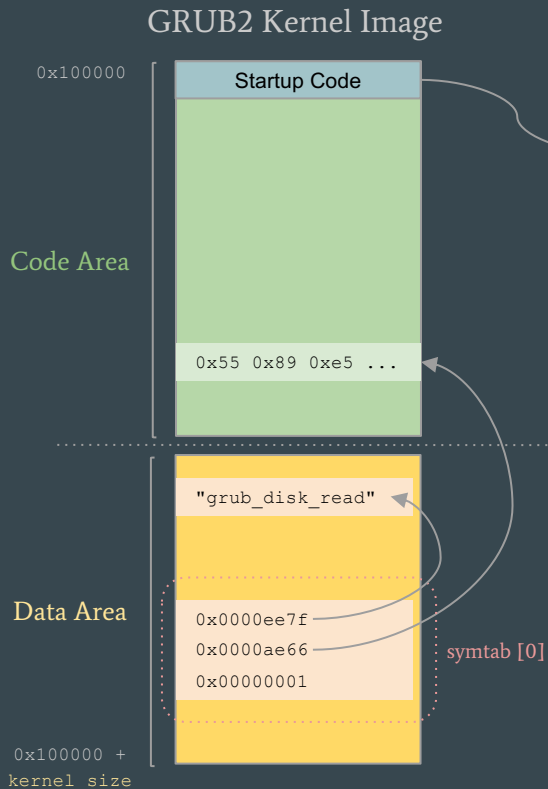 GRUB2 Kernel Image
0x100000
Startup Code
Code Area
0x55 0x89 0xe5 ...
"grub_disk_read"
Data Area
0x0000ee7f
0x0000ae66
0x00000001
symtab [0]
0x100000 +
kernel size